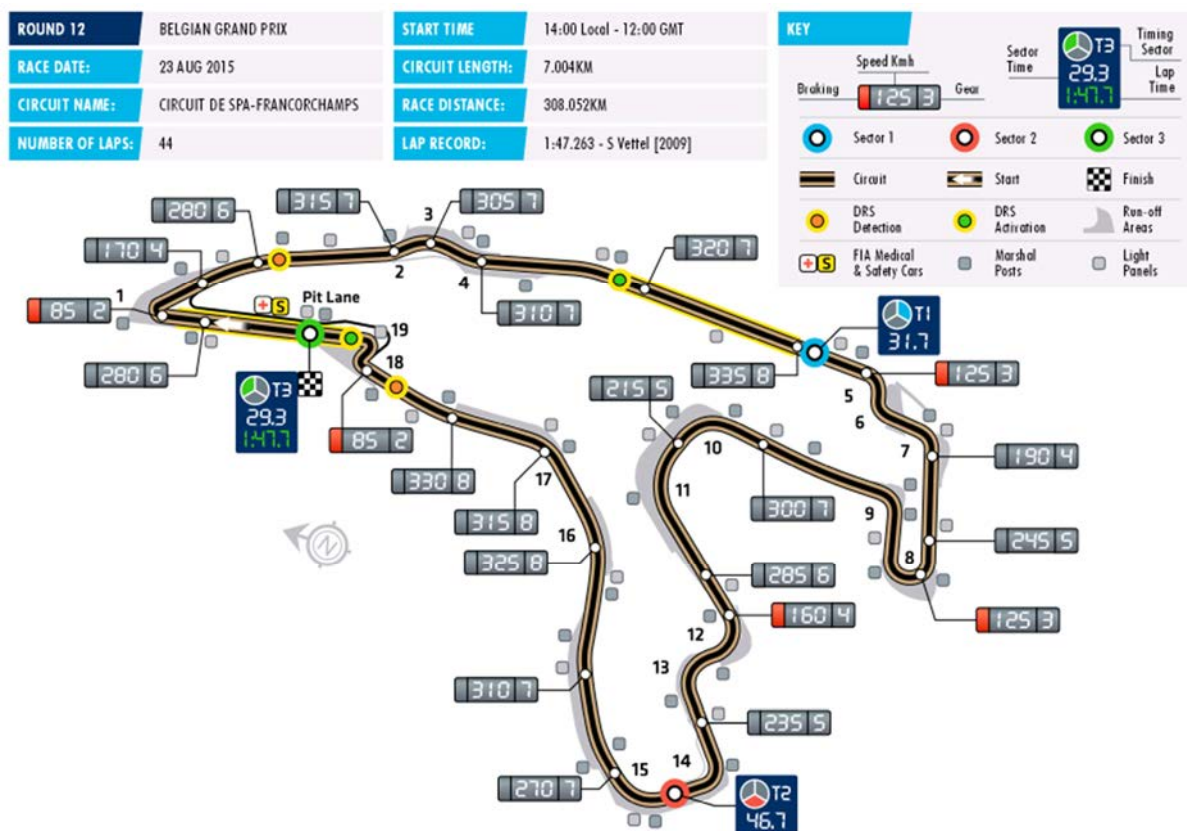 ROUND 12 BELGIAN GRAND PRIX START TIME 14:00 Local - 12:00 GMT
RACE DATE: 23 AUG 2015 CIRCUIT LENGTH: 7.004KM
CIRCUIT NAME: CIRCUIT DE SPA-FRANCORCHAMPS RACE DISTANCE: 308.052KM
NUMBER OF LAPS: 44 LAP RECORD: 1:47.263 - S Vettel [2009]
KEY
Braking
Speed Kmh
125 3
Gear
Sector Time
T3
29.3
1:47.7
Timing Sector
Lap Time
Sector 1
Sector 2
Sector 3
Circuit
Start
Finish
DRS Detection
DRS Activation
Run-off Areas
S
FIA Medical & Safety Cars
Marshal Posts
Light Panels
315 7
3
305 7
280 6
170 4
2
4
320 7
1
85 2
S
Pit Lane
310 7
19
T1
31.7
280 6
18
335 8
5
125 3
T3
29.3
1:47.7
215 5
6
85 2
10
7
190 4
330 8
17
11
300 7
9
315 8
16
8
245 5
N
325 8
285 6
160 4
125 3
12
13
310 7
235 5
14
15
270 7
T2
46.7